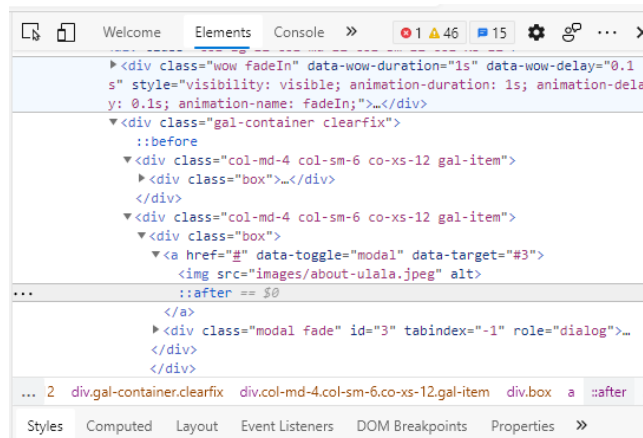 Welcome Elements Console » 1 46 15 ···
<div class="wow fadeIn" data-wow-duration="1s" data-wow-delay="0.1
s" style="visibility: visible; animation-duration: 1s; animation-dela
y: 0.1s; animation-name: fadeIn;">…</div>
<div class="gal-container clearfix">
::before
<div class="col-md-4 col-sm-6 co-xs-12 gal-item">
<div class="box">…</div>
</div>
<div class="col-md-4 col-sm-6 co-xs-12 gal-item">
<div class="box">
<a href="#" data-toggle="modal" data-target="#3">
<img src="images/about-ulala.jpeg" alt>
··· ::after == $0
</a>
<div class="modal fade" id="3" tabindex="-1" role="dialog">…
</div>
</div>
... 2 div.gal-container.clearfix div.col-md-4.col-sm-6.co-xs-12.gal-item div.box a ::after
Styles Computed Layout Event Listeners DOM Breakpoints Properties »